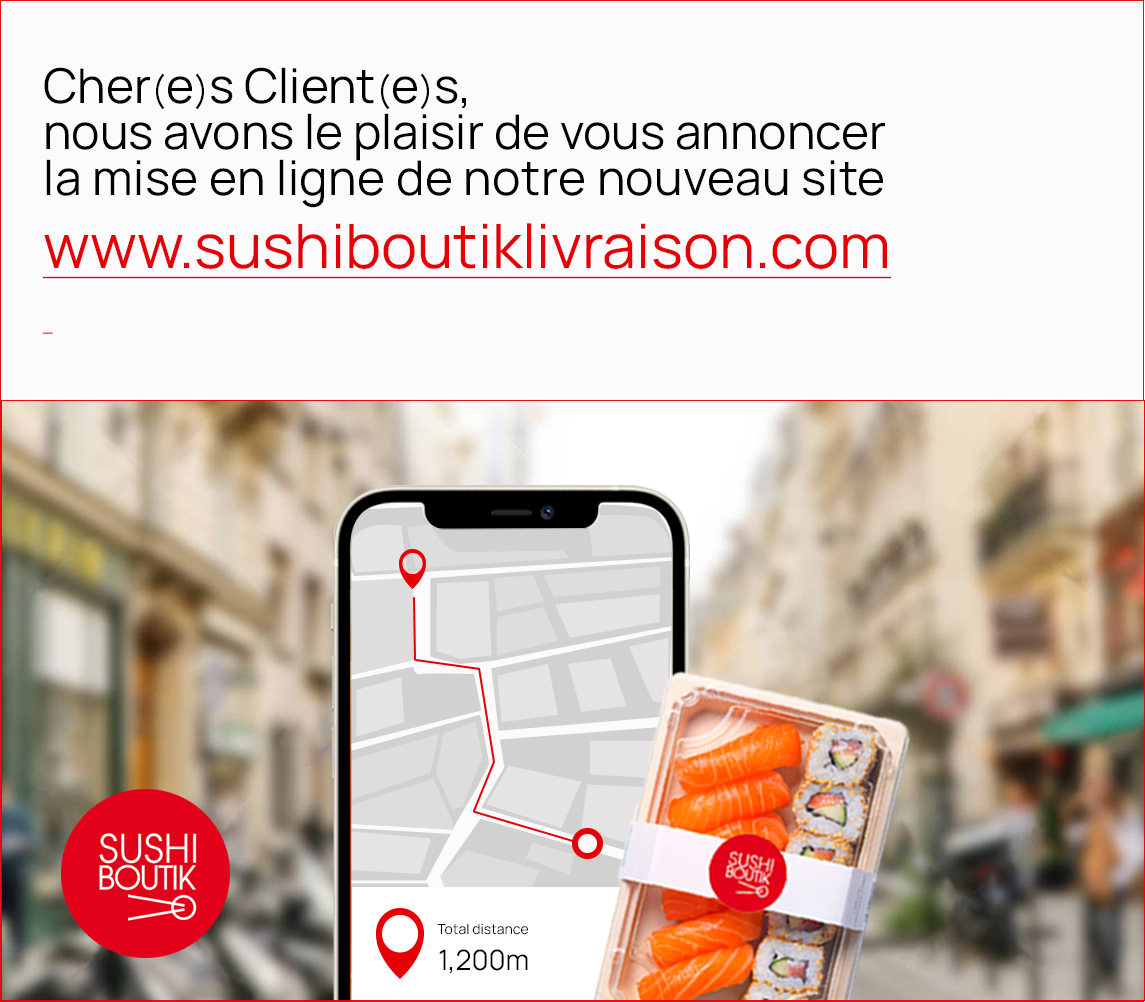 Cher(e)s Client(e)s,
nous avons le plaisir de vous annoncer
la mise en ligne de notre nouveau site
www.sushiboutiklivraison.com
_
SUSHI
BOUTIK
Total distance
1,200m
SUSHI
BOUTIK